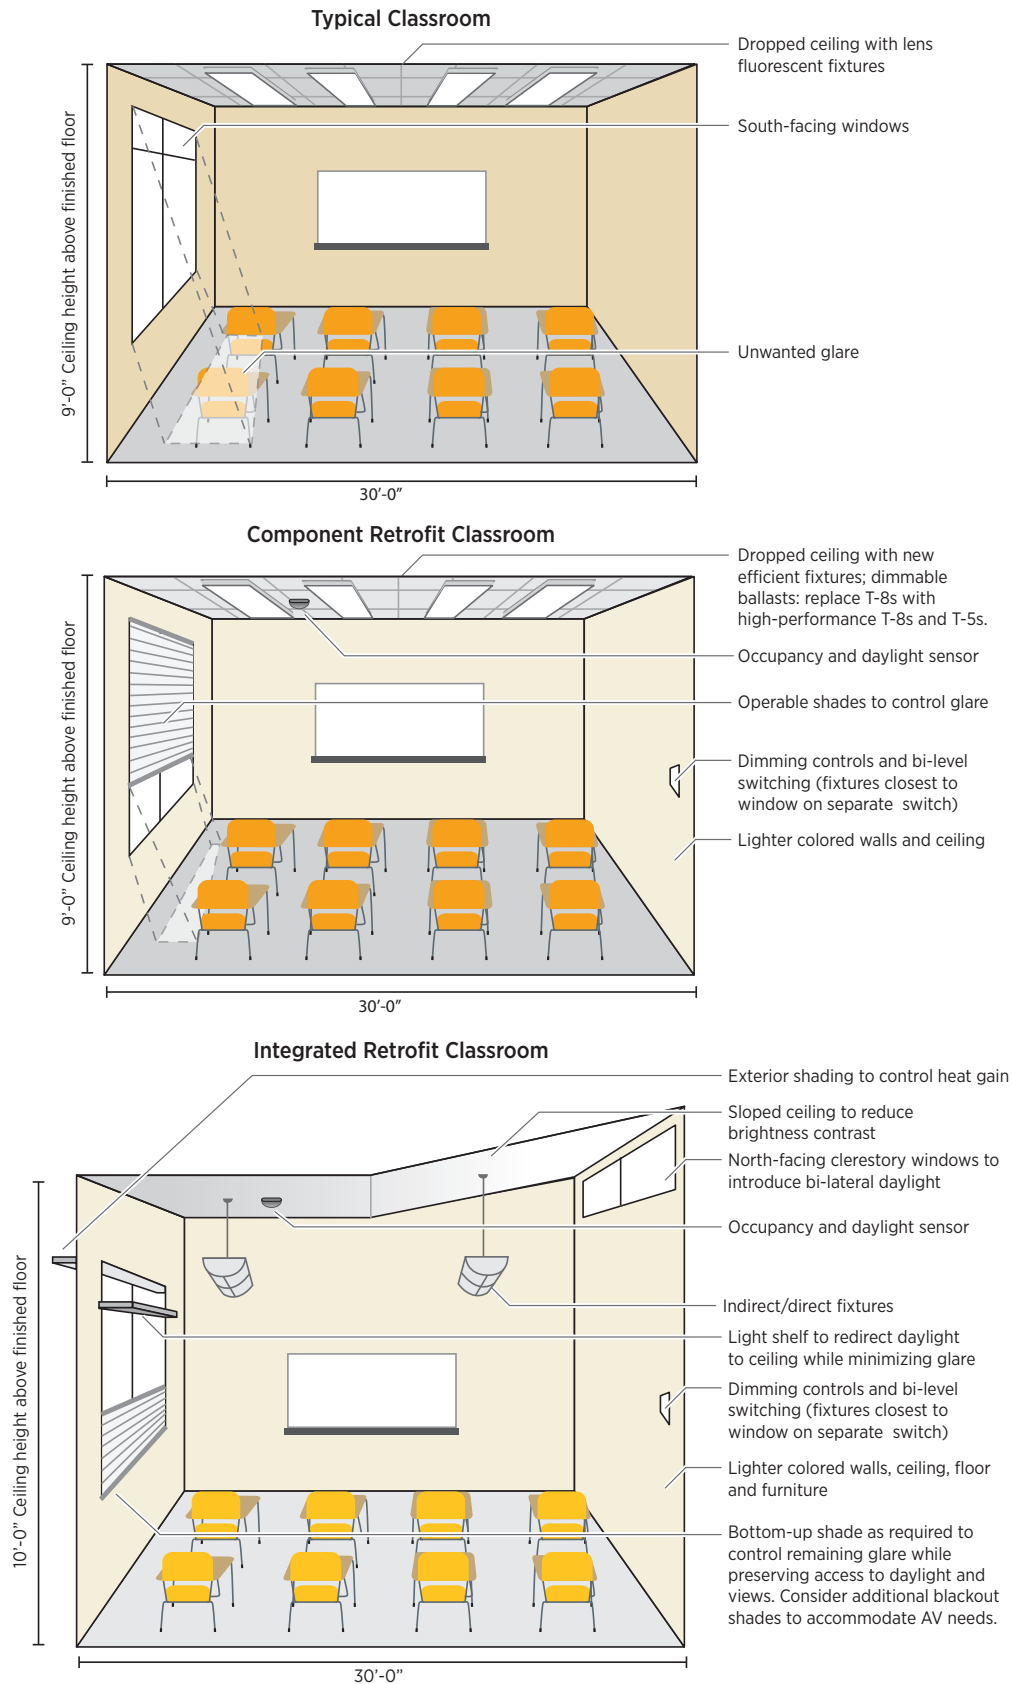 Typical Classroom
Dropped ceiling with lens
fluorescent fixtures
South-facing windows
Unwanted glare
9'-0" Ceiling height above finished floor
30'-0"
Component Retrofit Classroom
Dropped ceiling with new
efficient fixtures; dimmable
ballasts: replace T-8s with
high-performance T-8s and T-5s.
Occupancy and daylight sensor
Operable shades to control glare
Dimming controls and bi-level
switching (fixtures closest to
window on separate switch)
Lighter colored walls and ceiling
9'-0" Ceiling height above finished floor
30'-0"
Integrated Retrofit Classroom
Exterior shading to control heat gain
Sloped ceiling to reduce
brightness contrast
North-facing clerestory windows to
introduce bi-lateral daylight
Occupancy and daylight sensor
Indirect/direct fixtures
Light shelf to redirect daylight
to ceiling while minimizing glare
Dimming controls and bi-level
switching (fixtures closest to
window on separate switch)
Lighter colored walls, ceiling, floor
and furniture
Bottom-up shade as required to
control remaining glare while
preserving access to daylight and
views. Consider additional blackout
shades to accommodate AV needs.
10'-0" Ceiling height above finished floor
30'-0"